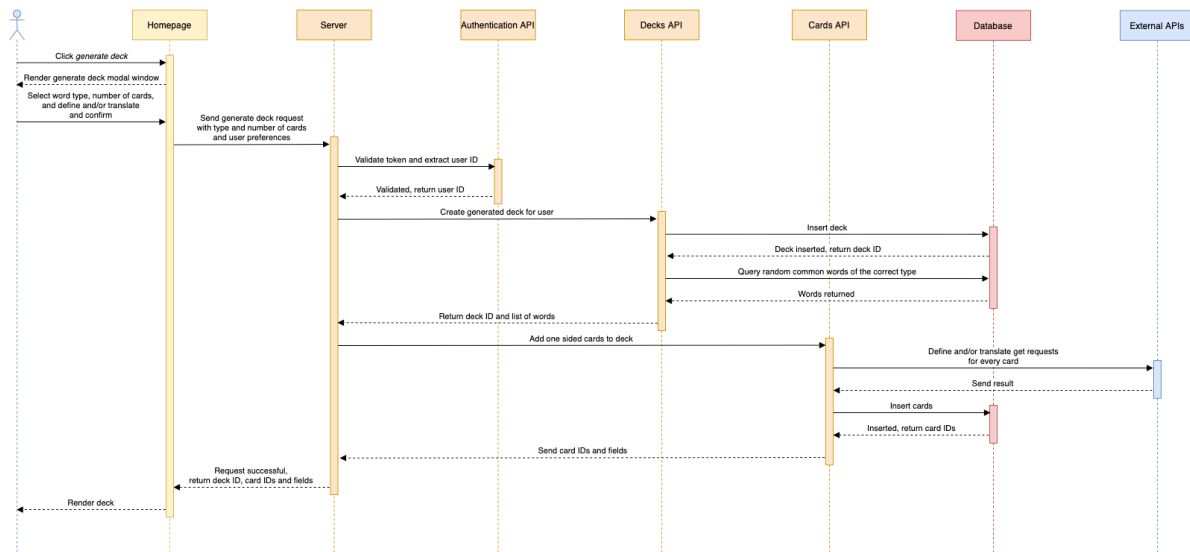 Homepage
Server
Authentication API
Decks API
Cards API
Database
External APIs
Click generate deck
Render generate deck modal window
Select word type, number of cards,
and define and/or translate
and confirm
Send generate deck request
with type and number of cards
and user preferences
Validate token and extract user ID
Validated, return user ID
Create generated deck for user
Insert deck
Deck inserted, return deck ID
Query random common words of the correct type
Words returned
Return deck ID and list of words
Add one sided cards to deck
Define and/or translate get requests
for every card
Send result
Insert cards
Inserted, return card IDs
Send card IDs and fields
Request successful,
return deck ID, card IDs and fields
Render deck